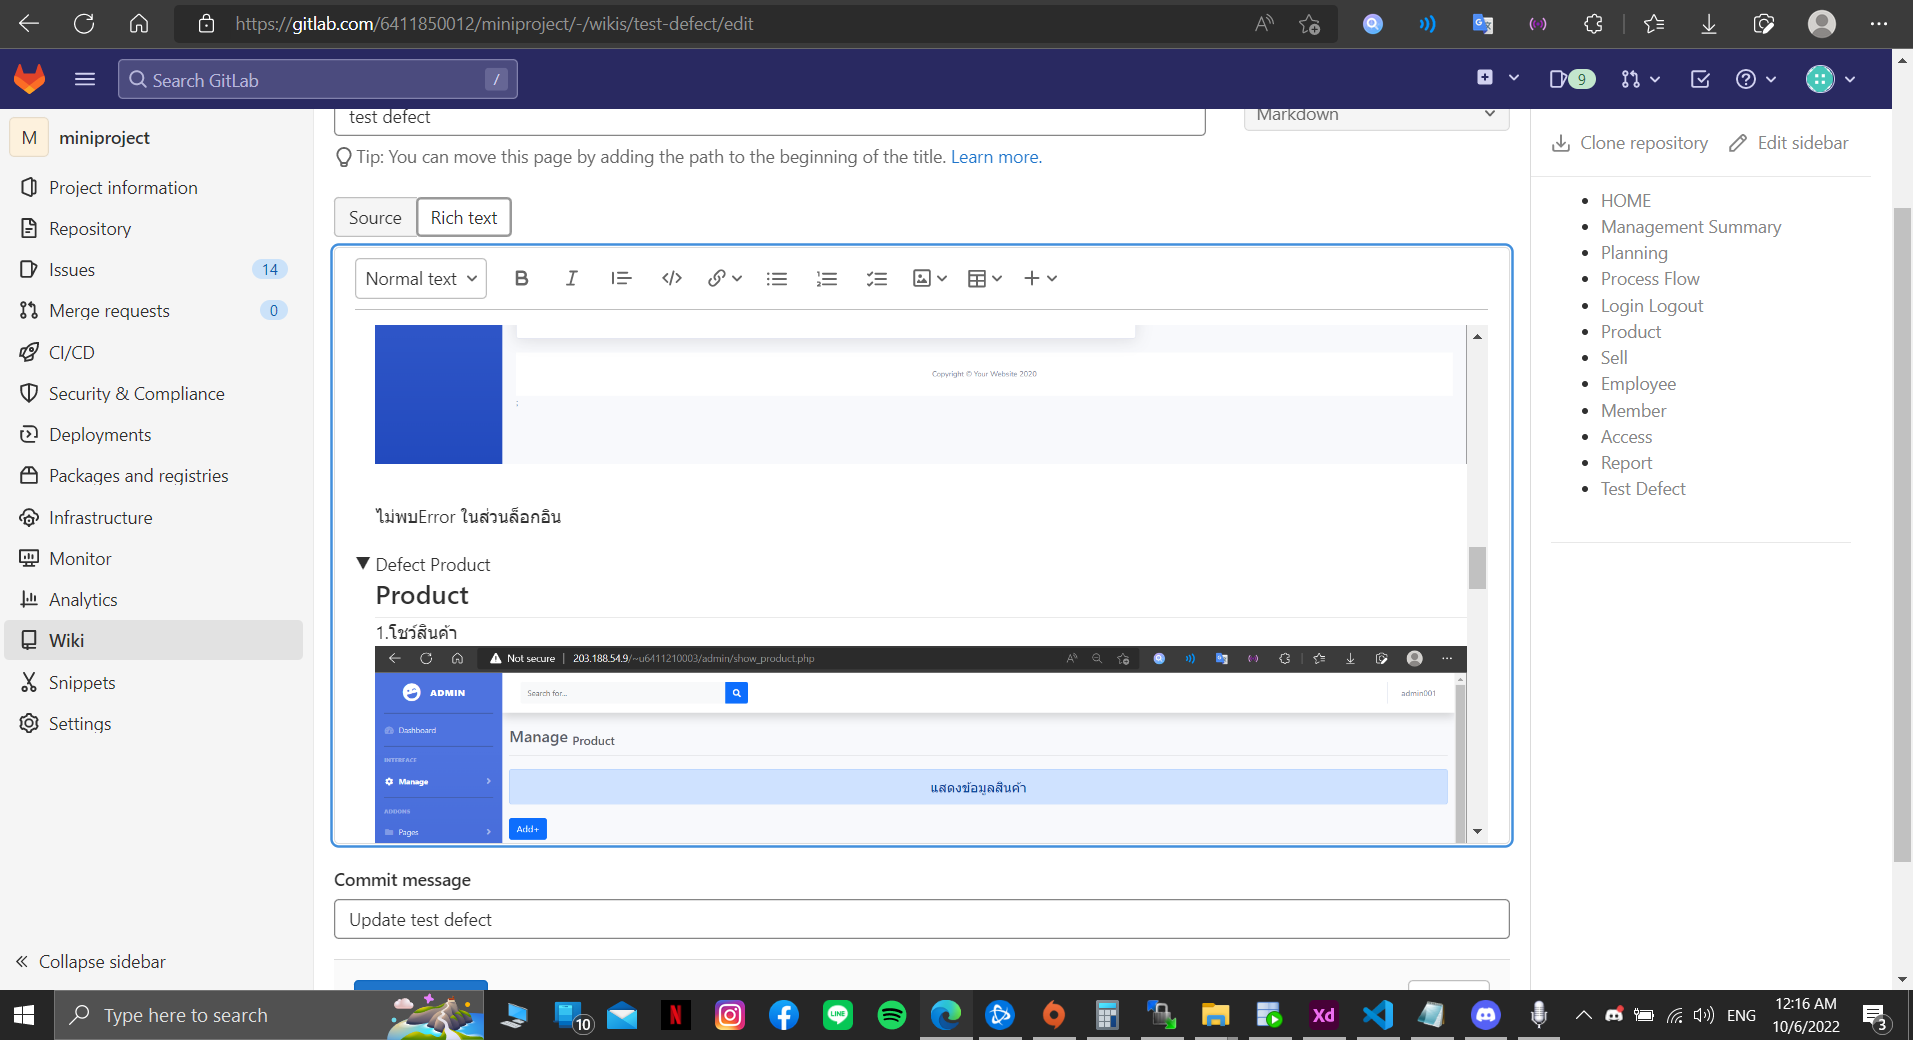 https://gitlab.com/6411850012/miniproject/-/wikis/test-defect/edit
Search GitLab
/
9
M
miniproject
Project information
Repository
Issues
14
Merge requests
0
CI/CD
Security & Compliance
Deployments
Packages and registries
Infrastructure
Monitor
Analytics
Wiki
Snippets
Settings
Collapse sidebar
test defect
Markdown
Tip: You can move this page by adding the path to the beginning of the title. Learn more.
Source
Rich text
Normal text
Copyright © Your Website 2020
ไม่พบError ในส่วนล็อกอิน
Defect Product
Product
1.โชว์สินค้า
Not secure
203.188.54.9/~u6411210003/admin/show_product.php
ADMIN
Search for...
admin001
Dashboard
INTERFACE
Manage
ADDONS
Pages
Manage Product
แสดงข้อมูลสินค้า
Add+
Commit message
Update test defect
Clone repository
Edit sidebar
HOME
Management Summary
Planning
Process Flow
Login Logout
Product
Sell
Employee
Member
Access
Report
Test Defect
Type here to search
10
N
LINE
Xd
ENG
12:16 AM
10/6/2022
3